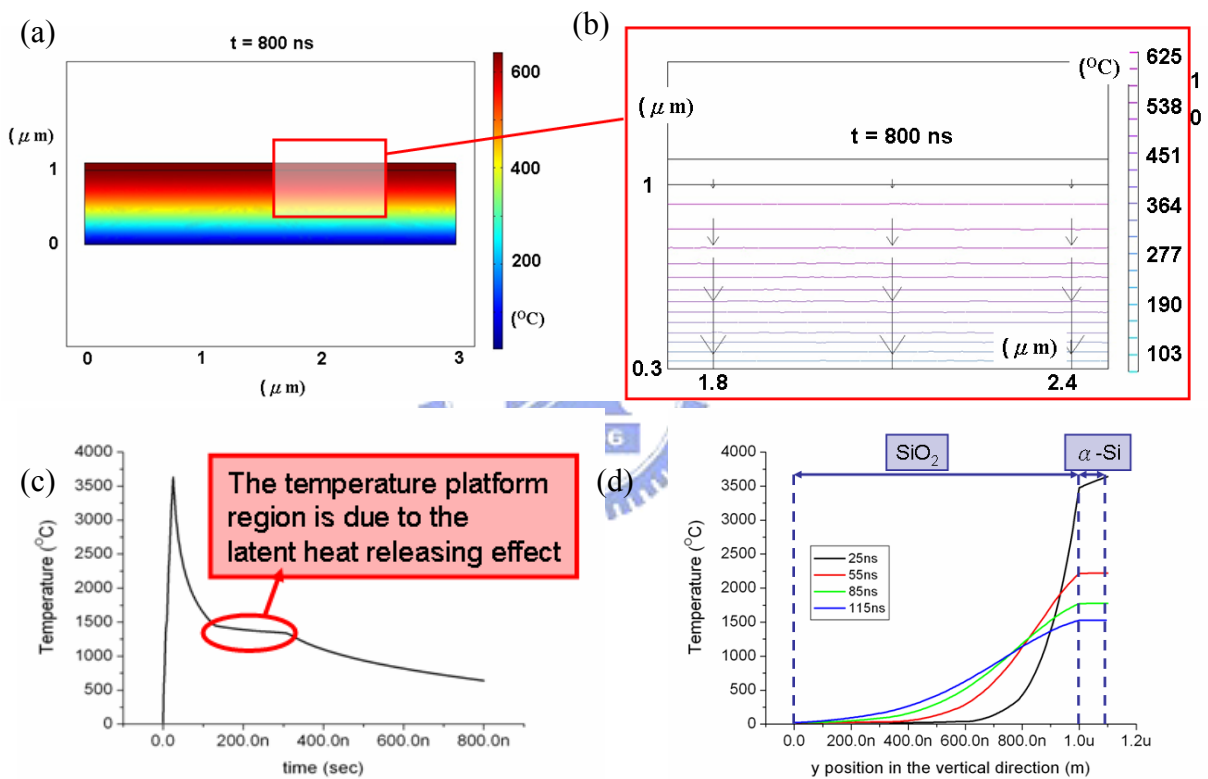 (a)
t = 800 ns
600
400
200
(°C)
(μm)
1
0
0
1
2
3
(μm)
(b)
(°C)
625
538
451
364
277
190
103
1
0
(μm)
t = 800 ns
1
0.3
1.8
2.4
(μm)
6
(c)
4000
3500
3000
2500
2000
1500
1000
500
0
Temperature (°C)
0.0
200.0n
400.0n
600.0n
800.0n
time (sec)
The temperature platform
region is due to the
latent heat releasing effect
(d)
SiO2
α-Si
4000
3500
3000
2500
2000
1500
1000
500
0
Temperature (°C)
25ns
55ns
85ns
115ns
0.0
200.0n
400.0n
600.0n
800.0n
1.0u
1.2u
y position in the vertical direction (m)